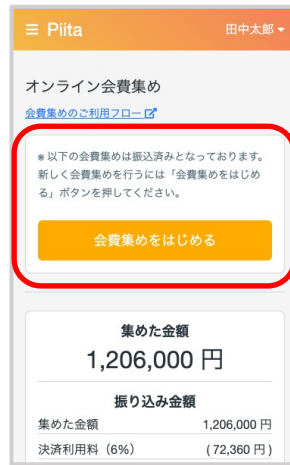 ≡ Piita 田中太郎
オンライン会費集め
会費集めのご利用フロー
※以下の会費集めは振込済みとなっております。
新しく会費集めを行うには「会費集めをはじめ
る」ボタンを押してください。
会費集めをはじめる
集めた金額
1,206,000 円
振り込み金額
集めた金額 1,206,000 円
決済利用料（6%） ( 72,360 円 )